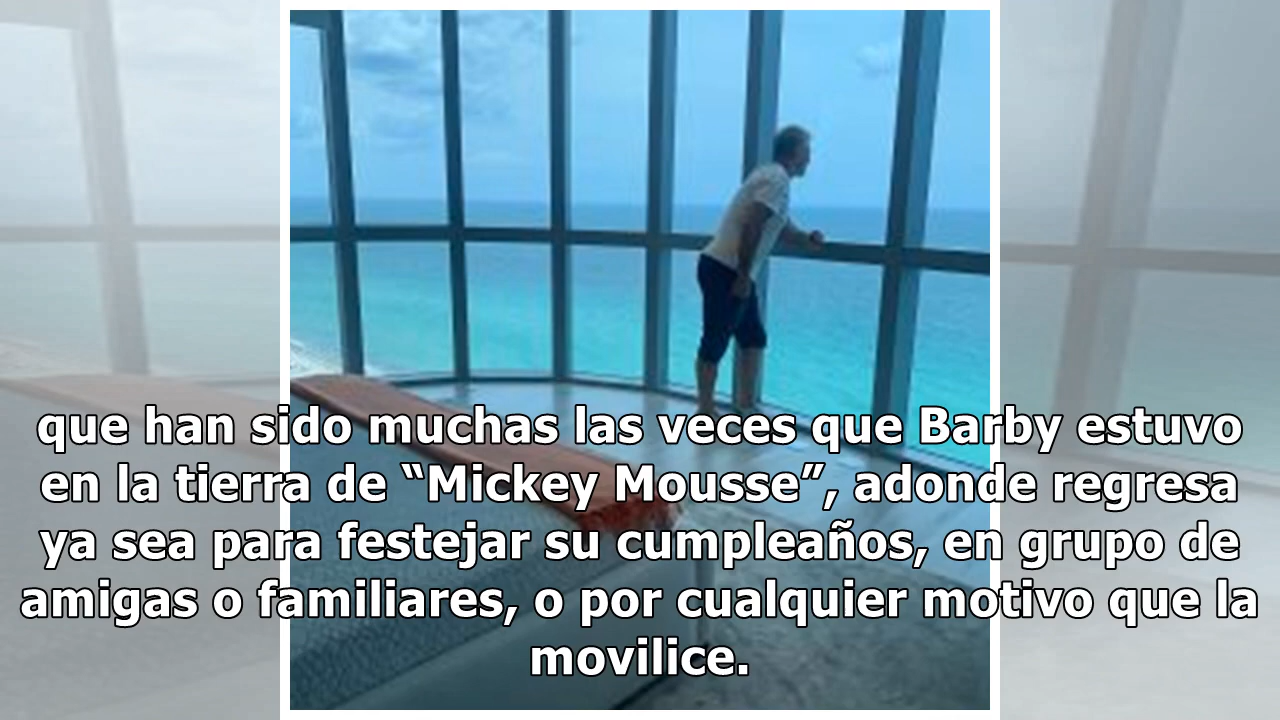 que han sido muchas las veces que Barby estuvo
en la tierra de “Mickey Mousse”, adonde regresa
ya sea para festejar su cumpleaños, en grupo de
amigas o familiares, o por cualquier motivo que la
movilice.